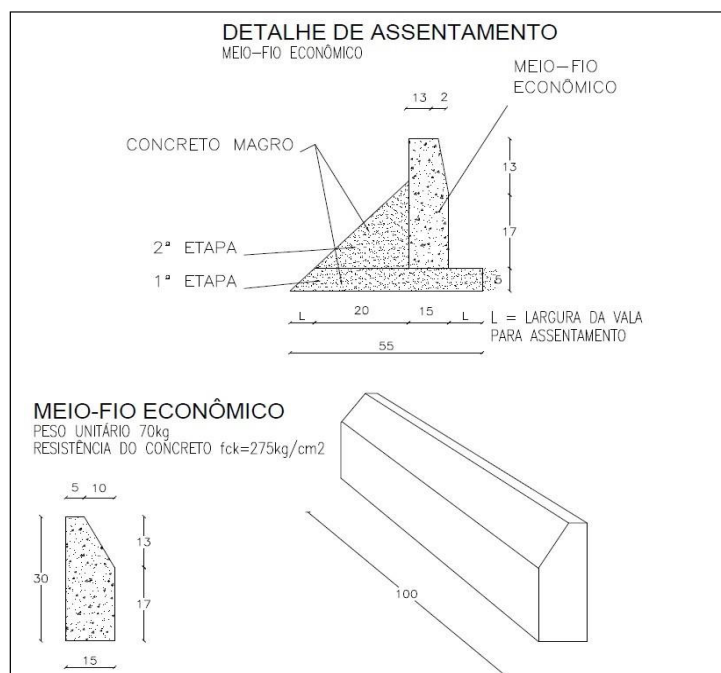 DETALHE DE ASSENTAMENTO
MEIO-FIO ECONÔMICO
MEIO-FIO
ECONÔMICO
13 2
CONCRETO MAGRO
13
2ª ETAPA
17
1ª ETAPA
5
L 20 15 L
L = LARGURA DA VALA
PARA ASSENTAMENTO
55
MEIO-FIO ECONÔMICO
PESO UNITÁRIO 70kg
RESISTÊNCIA DO CONCRETO fck=275kg/cm2
5 10
13
30
17
100
15